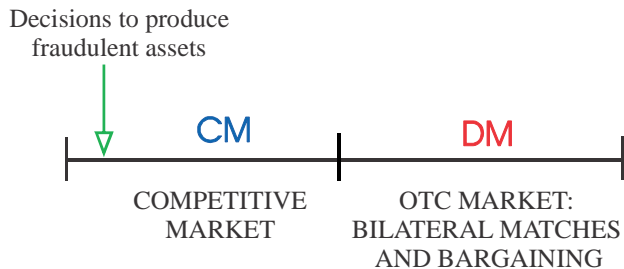 Decisions to produce
fraudulent assets
CM
DM
COMPETITIVE
MARKET
OTC MARKET:
BILATERAL MATCHES
AND BARGAINING